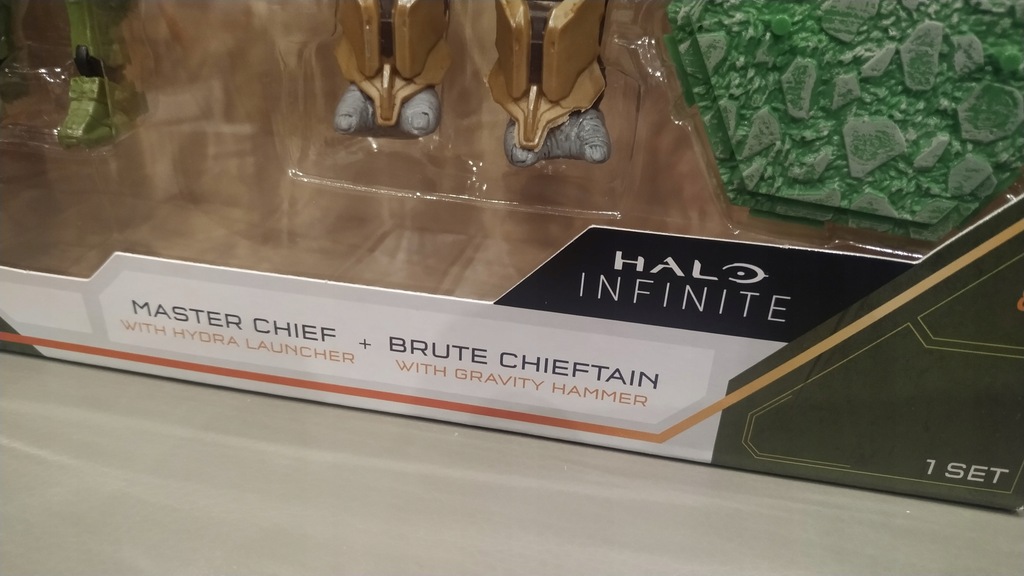 HALO
INFINITE
MASTER CHIEF
WITH HYDRA LAUNCHER
+
BRUTE CHIEFTAIN
WITH GRAVITY HAMMER
1 SET